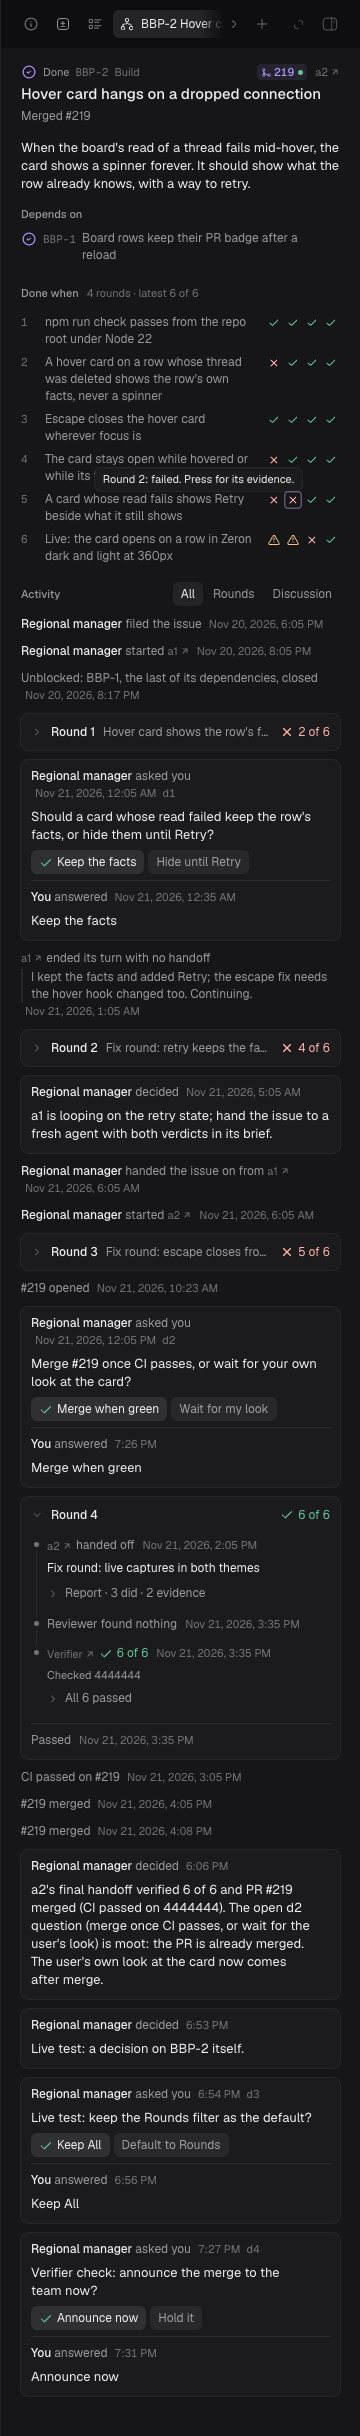 BBP-2 Hover c
Done BBP-2 Build 219 a2 ↗
Hover card hangs on a dropped connection
Merged #219
When the board's read of a thread fails mid-hover, the
card shows a spinner forever. It should show what the
row already knows, with a way to retry.
Depends on
BBP-1 Board rows keep their PR badge after a
reload
Done when 4 rounds · latest 6 of 6
1 npm run check passes from the repo
root under Node 22
2 A hover card on a row whose thread
was deleted shows the row's own
facts, never a spinner
3 Escape closes the hover card
wherever focus is
4 The card stays open while hovered or
while its
Round 2: failed. Press for its evidence.
5 A card whose read fails shows Retry
beside what it still shows
6 Live: the card opens on a row in Zeron
dark and light at 360px
Activity All Rounds Discussion
Regional manager filed the issue Nov 20, 2026, 6:05 PM
Regional manager started a1 ↗ Nov 20, 2026, 8:05 PM
Unblocked: BBP-1, the last of its dependencies, closed
Nov 20, 2026, 8:17 PM
Round 1 Hover card shows the row's f... 2 of 6
Regional manager asked you
Nov 21, 2026, 12:05 AM d1
Should a card whose read failed keep the row's
facts, or hide them until Retry?
Keep the facts Hide until Retry
You answered Nov 21, 2026, 12:35 AM
Keep the facts
a1 ↗ ended its turn with no handoff
I kept the facts and added Retry; the escape fix needs
the hover hook changed too. Continuing.
Nov 21, 2026, 1:05 AM
Round 2 Fix round: retry keeps the fa... 4 of 6
Regional manager decided Nov 21, 2026, 5:05 AM
a1 is looping on the retry state; hand the issue to a
fresh agent with both verdicts in its brief.
Regional manager handed the issue on from a1 ↗
Nov 21, 2026, 6:05 AM
Regional manager started a2 ↗ Nov 21, 2026, 6:05 AM
Round 3 Fix round: escape closes fro... 5 of 6
#219 opened Nov 21, 2026, 10:23 AM
Regional manager asked you
Nov 21, 2026, 12:05 PM d2
Merge #219 once CI passes, or wait for your own
look at the card?
Merge when green Wait for my look
You answered 7:26 PM
Merge when green
Round 4 6 of 6
a2 ↗ handed off Nov 21, 2026, 2:05 PM
Fix round: live captures in both themes
Report · 3 did · 2 evidence
Reviewer found nothing Nov 21, 2026, 3:35 PM
Verifier ↗ 6 of 6 Nov 21, 2026, 3:35 PM
Checked 4444444
All 6 passed
Passed Nov 21, 2026, 3:35 PM
CI passed on #219 Nov 21, 2026, 3:05 PM
#219 merged Nov 21, 2026, 4:05 PM
#219 merged Nov 21, 2026, 4:08 PM
Regional manager decided 6:06 PM
a2's final handoff verified 6 of 6 and PR #219
merged (CI passed on 4444444). The open d2
question (merge once CI passes, or wait for the
user's look) is moot: the PR is already merged.
The user's own look at the card now comes
after merge.
Regional manager decided 6:53 PM
Live test: a decision on BBP-2 itself.
Regional manager asked you 6:54 PM d3
Live test: keep the Rounds filter as the default?
Keep All Default to Rounds
You answered 6:56 PM
Keep All
Regional manager asked you 7:27 PM d4
Verifier check: announce the merge to the
team now?
Announce now Hold it
You answered 7:31 PM
Announce now